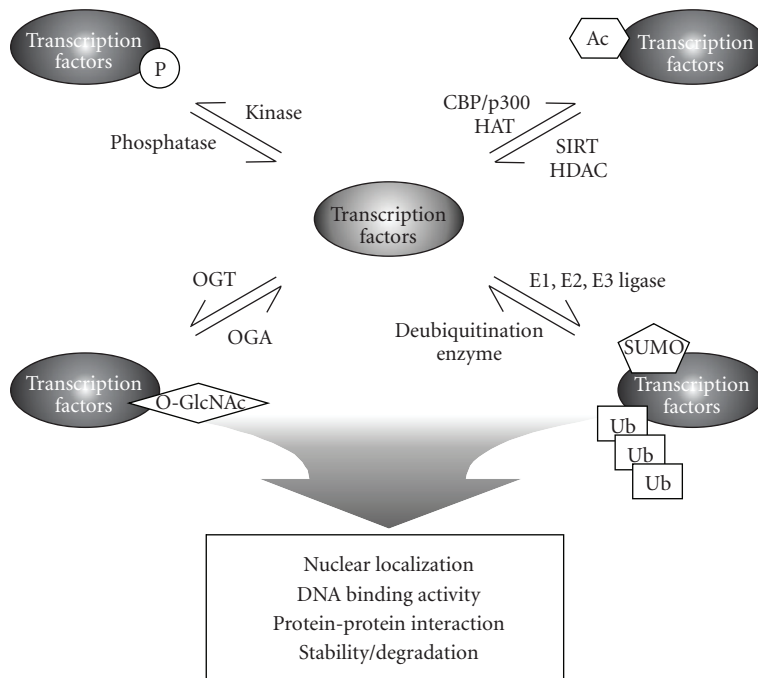 Transcription
factors
P
Ac
Transcription
factors
Kinase
Phosphatase
CBP/p300
HAT
SIRT
HDAC
Transcription
factors
OGT
OGA
E1, E2, E3 ligase
Deubiquitination
enzyme
Transcription
factors
O-GlcNAc
SUMO
Transcription
factors
Ub
Ub
Ub
Nuclear localization
DNA binding activity
Protein-protein interaction
Stability/degradation